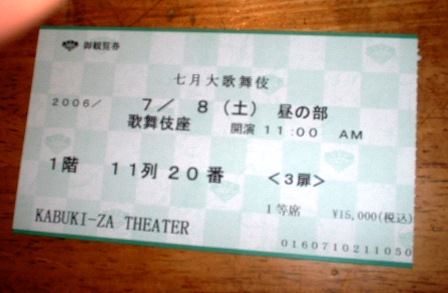 御観覧券
七月大歌舞伎
2006/ 7/ 8 (土) 昼の部
歌舞伎座 開演 11:00 AM
1階 11列 20番 <3扉>
1等席 ¥15,000(税込)
KABUKI-ZA THEATER
0160710211050